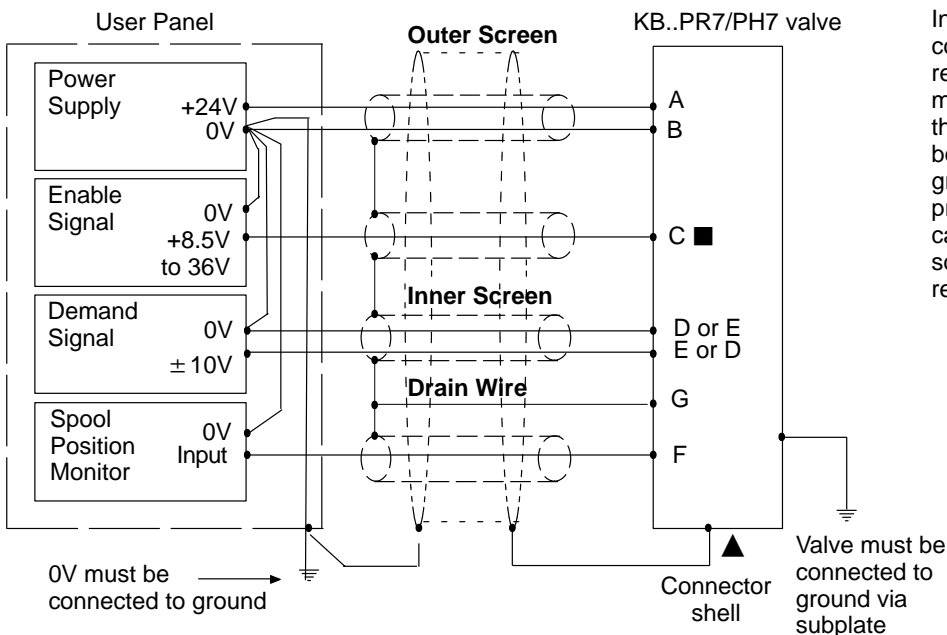 User Panel
Outer Screen
KB..PR7/PH7 valve
Power
Supply
+24V
0V
Enable
Signal
0V
+8.5V
to 36V
Demand
Signal
0V
±10V
Spool
Position
Monitor
0V
Input
Inner Screen
Drain Wire
A
B
C ■
D or E
E or D
G
F
▲
Connector
shell
0V must be
connected to ground
Valve must be
connected to
ground via
subplate